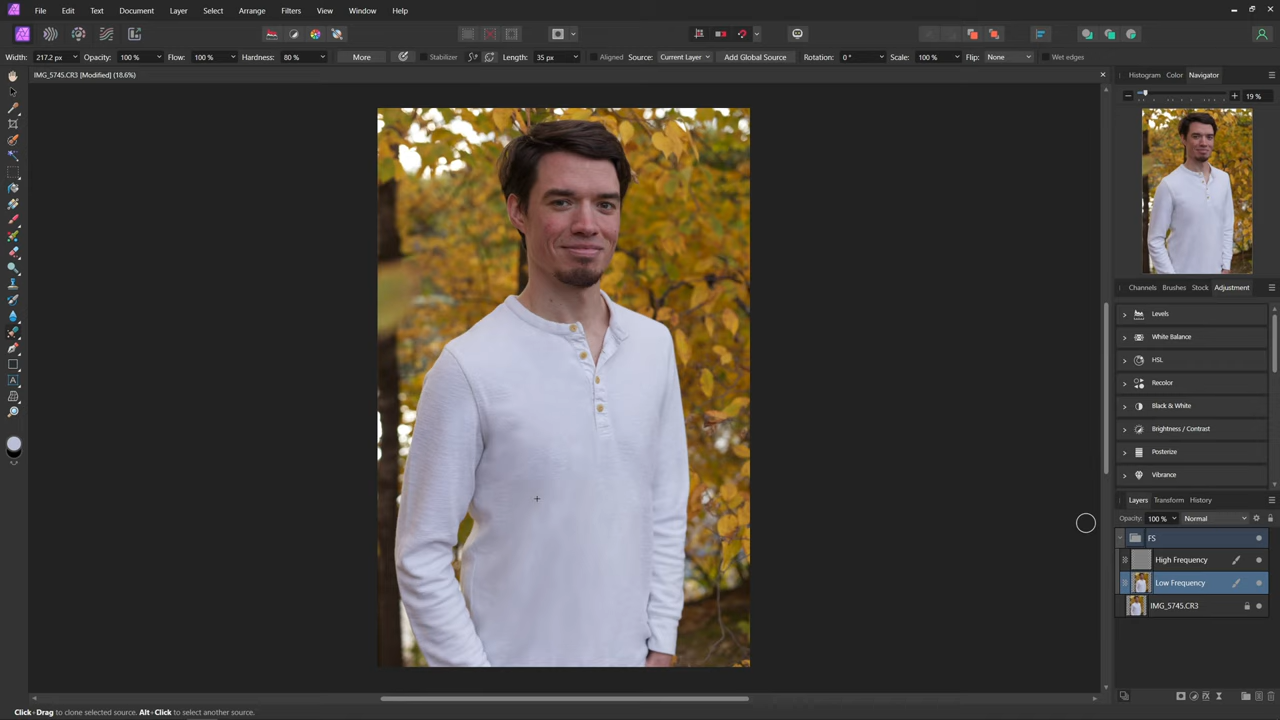 File Edit Text Document Layer Select Arrange Filters View Window Help
Width: 217.2 px Opacity: 100 % Flow: 100 % Hardness: 80 % More Stabilizer Length: 35 px Aligned Source: Current Layer Add Global Source Rotation: 0 ° Scale: 100 % Flip: None Wet edges
IMG_5745.CR3 [Modified] (18.6%)
Histogram Color Navigator
19 %
Channels Brushes Stock Adjustment
Levels
White Balance
HSL
Recolor
Black & White
Brightness / Contrast
Posterize
Vibrance
Layers Transform History
Opacity: 100 % Normal
FS
High Frequency
Low Frequency
IMG_5745.CR3
Click+Drag to clone selected source. Alt+Click to select another source.